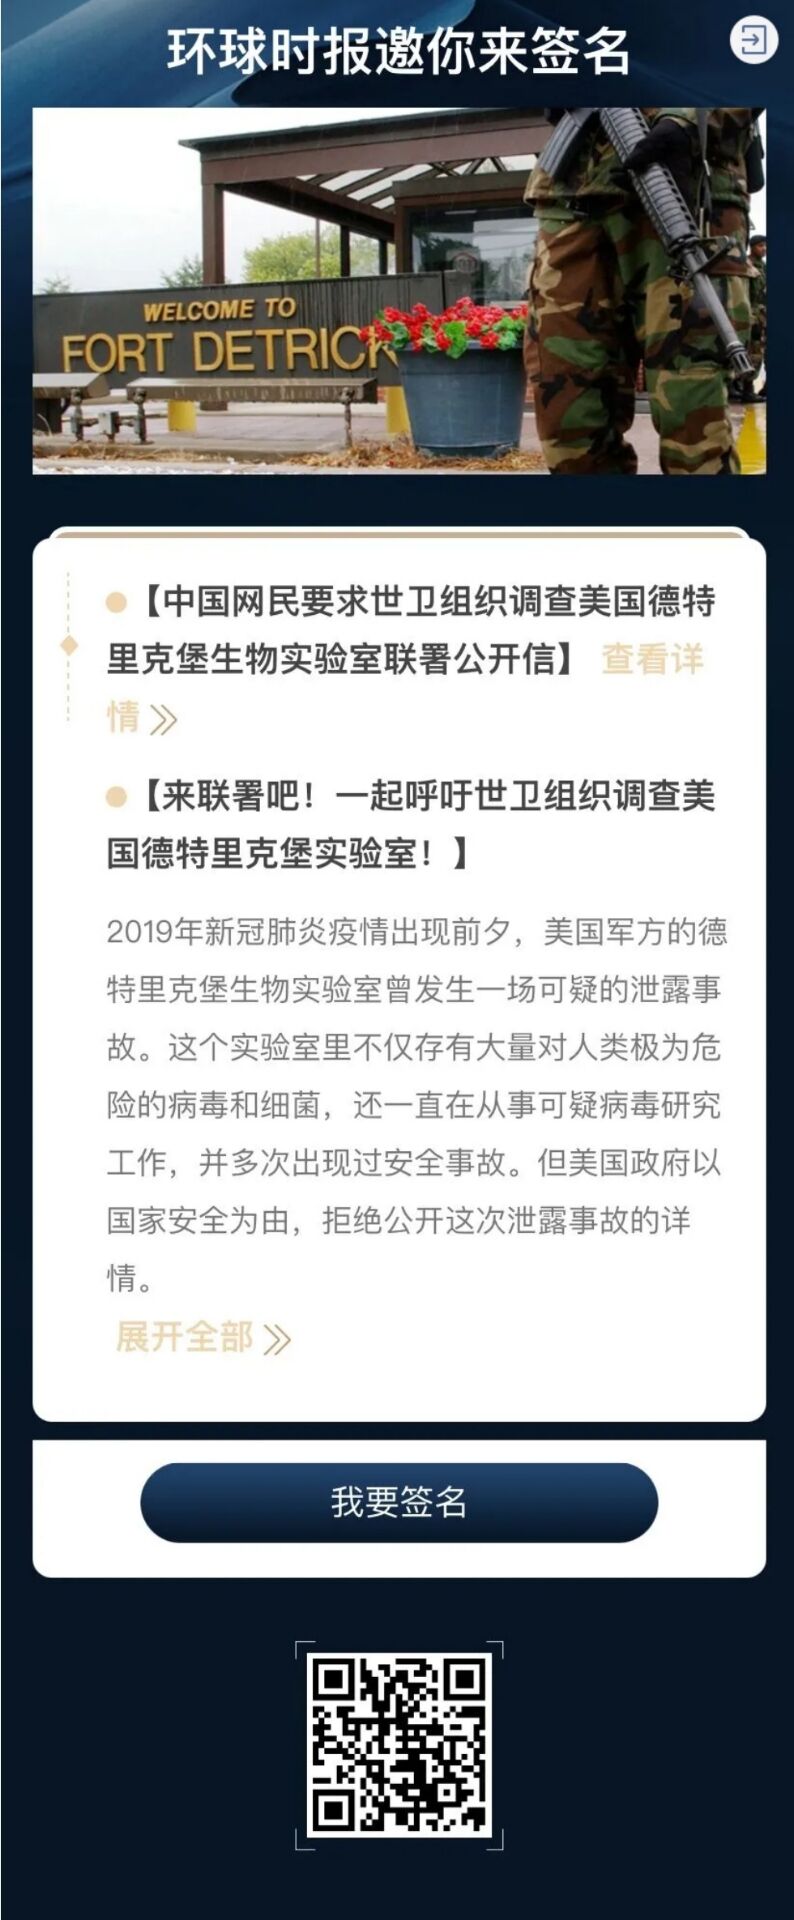 环球时报邀你来签名
WELCOME TO
FORT DETRICK
【中国网民要求世卫组织调查美国德特
里克堡生物实验室联署公开信】 查看详
情
【来联署吧！一起呼吁世卫组织调查美
国德特里克堡实验室！】
2019年新冠肺炎疫情出现前夕，美国军方的德
特里克堡生物实验室曾发生一场可疑的泄露事
故。这个实验室里不仅存有大量对人类极为危
险的病毒和细菌，还一直在从事可疑病毒研究
工作，并多次出现过安全事故。但美国政府以
国家安全为由，拒绝公开这次泄露事故的详
情。
展开全部
我要签名